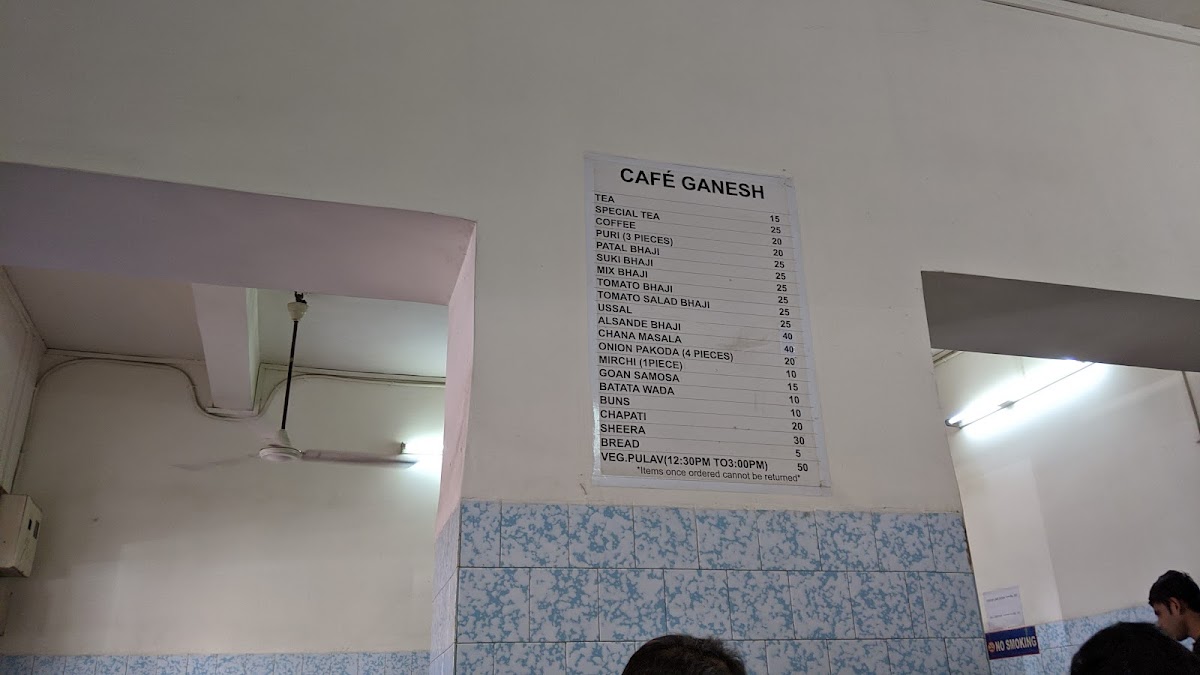 CAFÉ GANESH
TEA 15
SPECIAL TEA 25
COFFEE 20
PURI (3 PIECES) 20
PATAL BHAJI 25
SUKI BHAJI 25
MIX BHAJI 25
TOMATO BHAJI 25
TOMATO SALAD BHAJI 25
USSAL 25
ALSANDE BHAJI 40
CHANA MASALA 40
ONION PAKODA (4 PIECES) 20
MIRCHI (1PIECE) 10
GOAN SAMOSA 15
BATATA WADA 10
BUNS 10
CHAPATI 20
SHEERA 30
BREAD 5
VEG.PULAV(12:30PM TO3:00PM) 50
*Items once ordered cannot be returned*
NO SMOKING